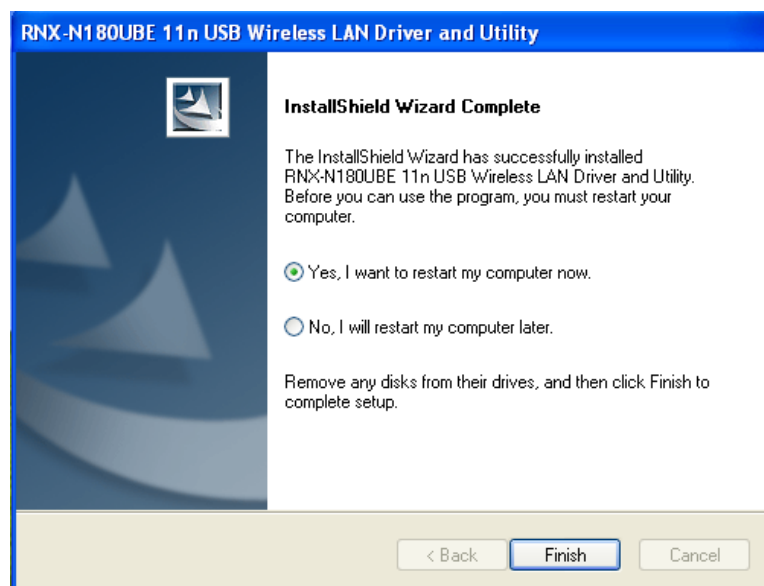 RNX-N180UBE 11n USB Wireless LAN Driver and Utility
InstallShield Wizard Complete
The InstallShield Wizard has successfully installed
RNX-N180UBE 11n USB Wireless LAN Driver and Utility.
Before you can use the program, you must restart your
computer.
Yes, I want to restart my computer now.
No, I will restart my computer later.
Remove any disks from their drives, and then click Finish to
complete setup.
< Back Finish Cancel